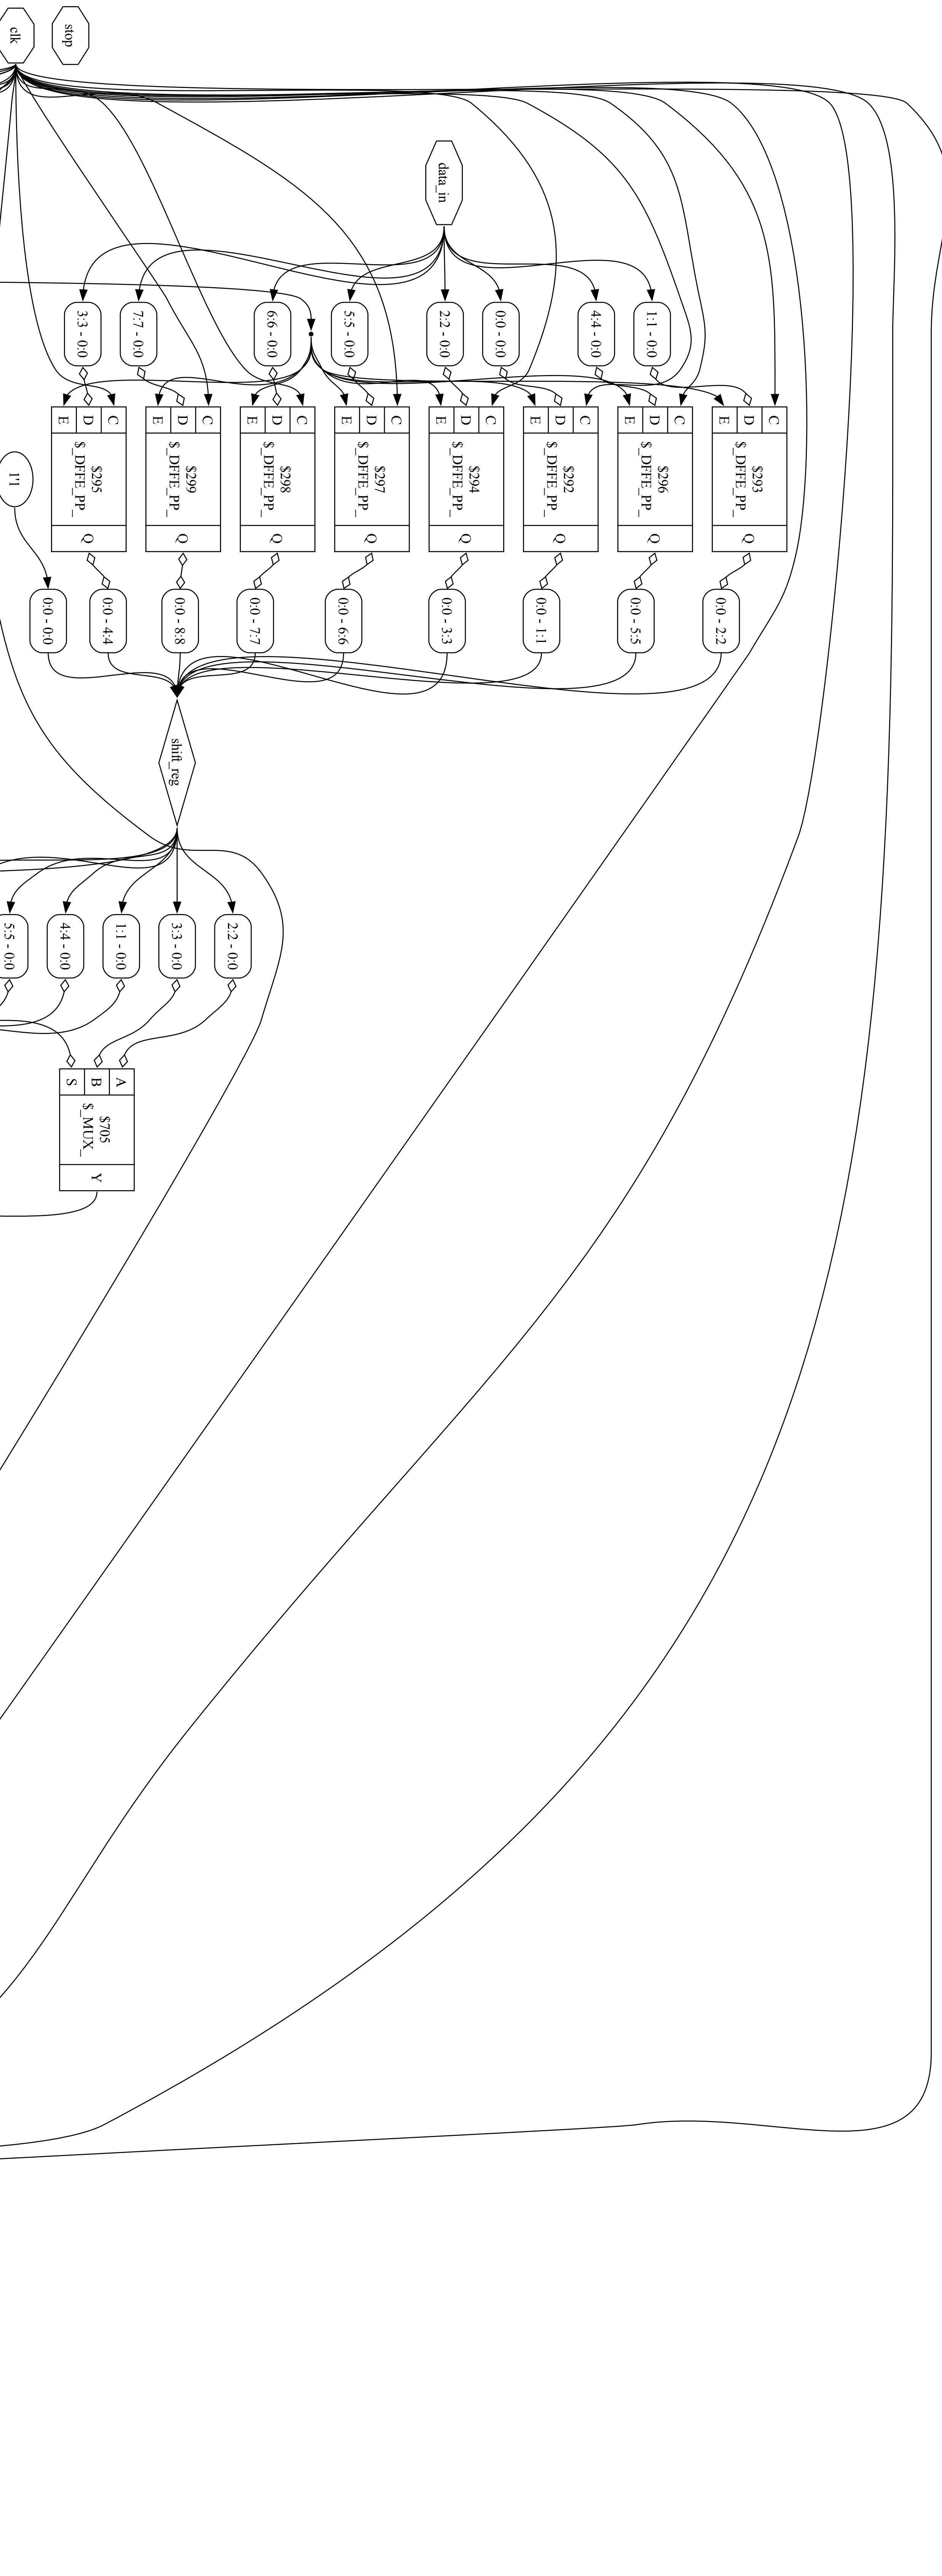 clk
stop
data_in
3:3 - 0:0
7:7 - 0:0
6:6 - 0:0
5:5 - 0:0
2:2 - 0:0
0:0 - 0:0
4:4 - 0:0
1:1 - 0:0
C
D
E
$295
$_DFFE_PP_
Q
C
D
E
$299
$_DFFE_PP_
Q
C
D
E
$298
$_DFFE_PP_
Q
C
D
E
$297
$_DFFE_PP_
Q
C
D
E
$294
$_DFFE_PP_
Q
C
D
E
$292
$_DFFE_PP_
Q
C
D
E
$296
$_DFFE_PP_
Q
C
D
E
$293
$_DFFE_PP_
Q
1'1
0:0 - 0:0
0:0 - 4:4
0:0 - 8:8
0:0 - 7:7
0:0 - 6:6
0:0 - 3:3
0:0 - 1:1
0:0 - 5:5
0:0 - 2:2
shift_reg
5:5 - 0:0
4:4 - 0:0
1:1 - 0:0
3:3 - 0:0
2:2 - 0:0
A
B
S
$705
$_MUX_
Y